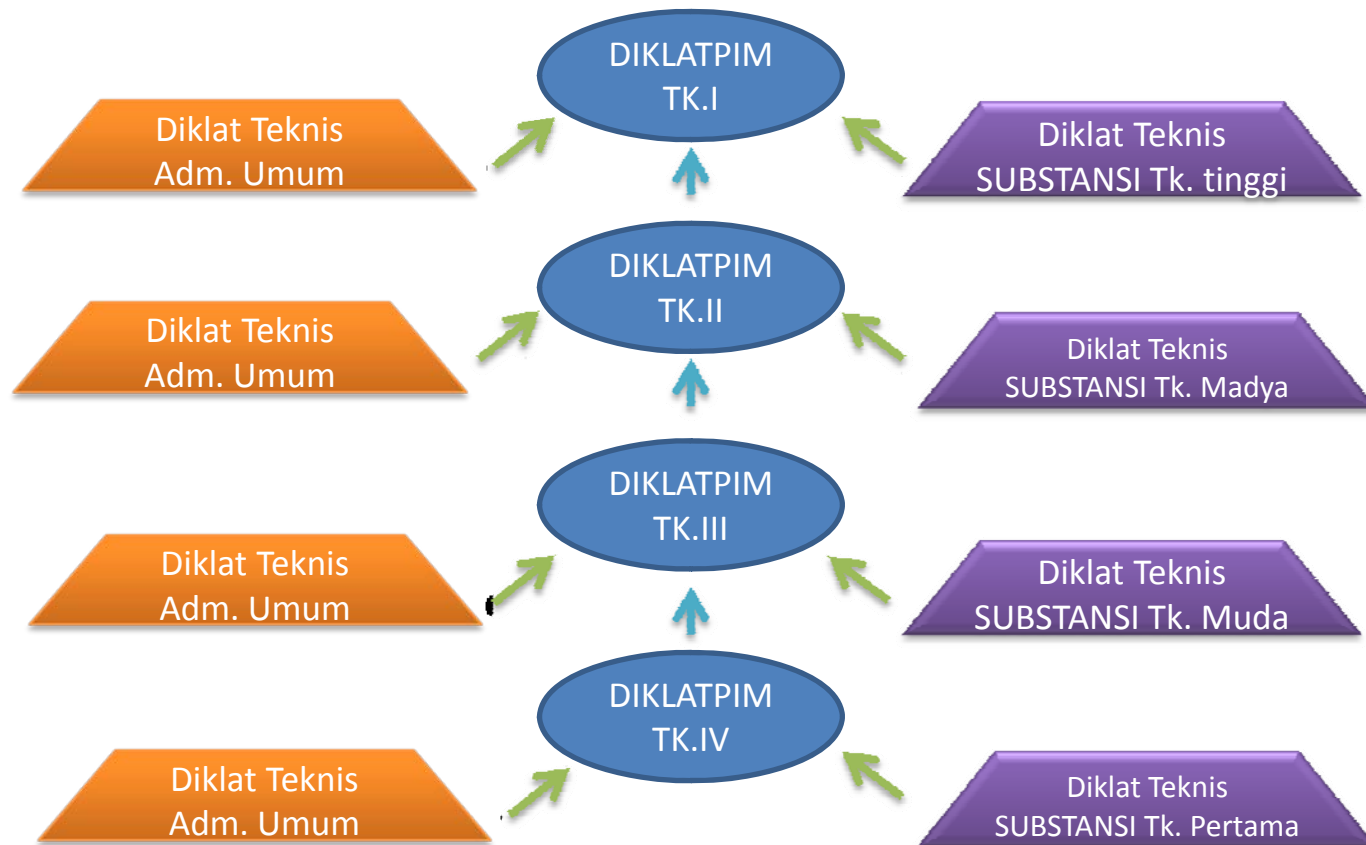 DIKLATPIM
TK.I
Diklat Teknis
Adm. Umum
Diklat Teknis
SUBSTANSI Tk. tinggi
DIKLATPIM
TK.II
Diklat Teknis
Adm. Umum
Diklat Teknis
SUBSTANSI Tk. Madya
DIKLATPIM
TK.III
Diklat Teknis
Adm. Umum
Diklat Teknis
SUBSTANSI Tk. Muda
DIKLATPIM
TK.IV
Diklat Teknis
Adm. Umum
Diklat Teknis
SUBSTANSI Tk. Pertama